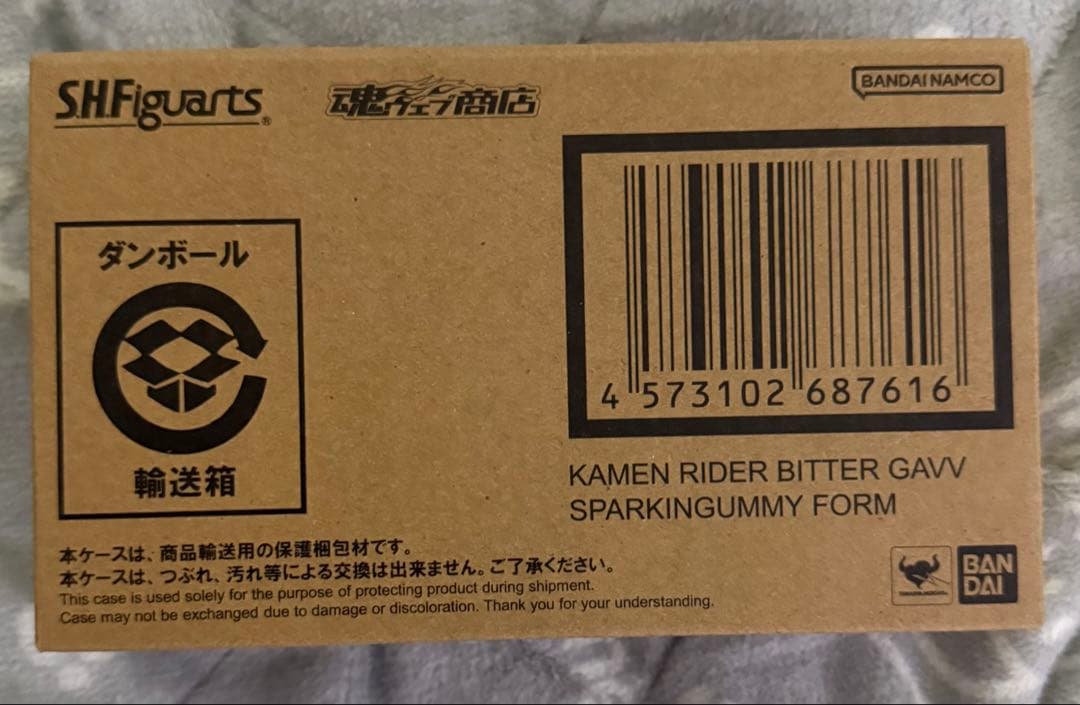 S.H.Figuarts®
魂ウェブ商店
BANDAI NAMCO
ダンボール
輸送箱
4 573102 687616
KAMEN RIDER BITTER GAVV
SPARKINGUMMY FORM
本ケースは、商品輸送用の保護梱包材です。
本ケースは、つぶれ、汚れ等による交換は出来ません。ご了承ください。
This case is used solely for the purpose of protecting product during shipment.
Case may not be exchanged due to damage or discoloration. Thank you for your understanding.
BAN
DAI